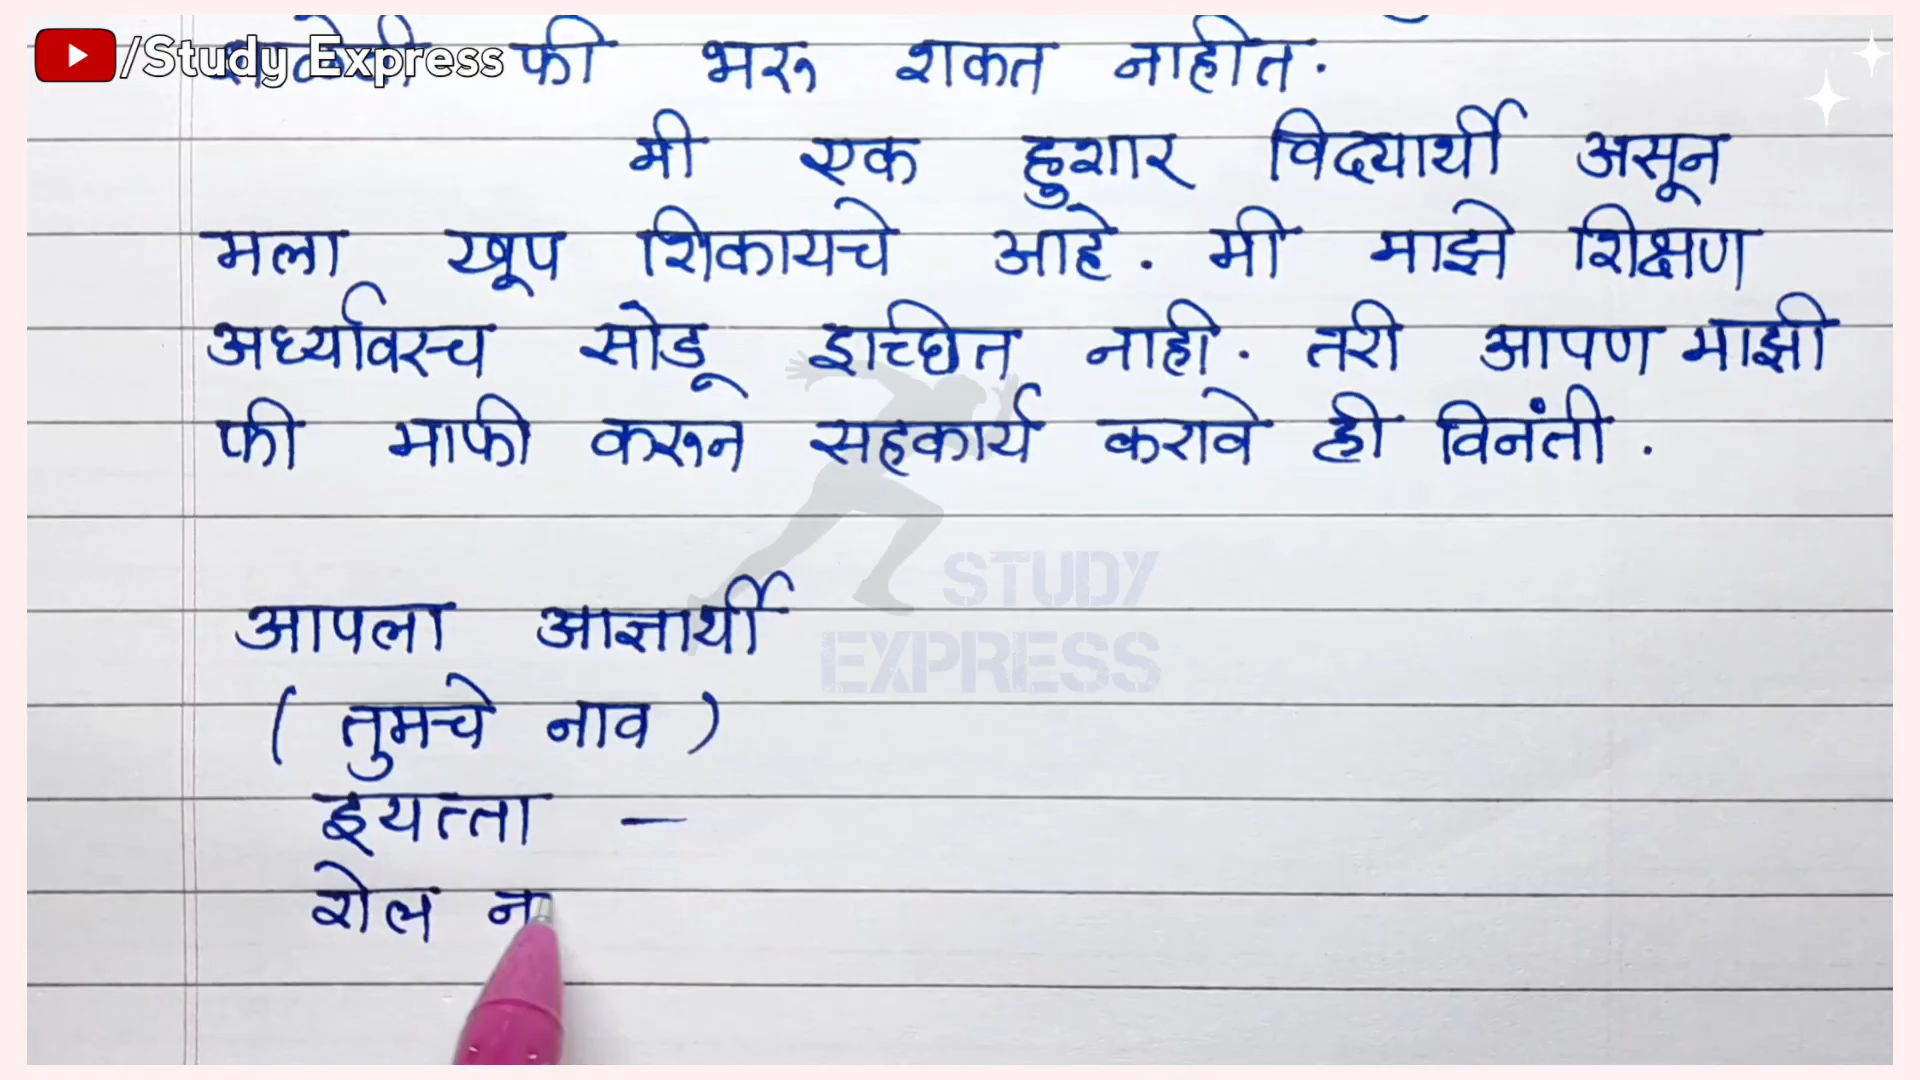 /Study Express
फी भरू शकत नाहीत.
मी एक हुशार विद्यार्थी असून
मला खूप शिकायचे आहे. मी माझे शिक्षण
अर्ध्यावरच सोडू इच्छित नाही. तरी आपण माझी
फी माफी करून सहकार्य करावे ही विनंती.
STUDY
EXPRESS
आपला आज्ञार्थी
( तुमचे नाव )
इयत्ता –
रोल न